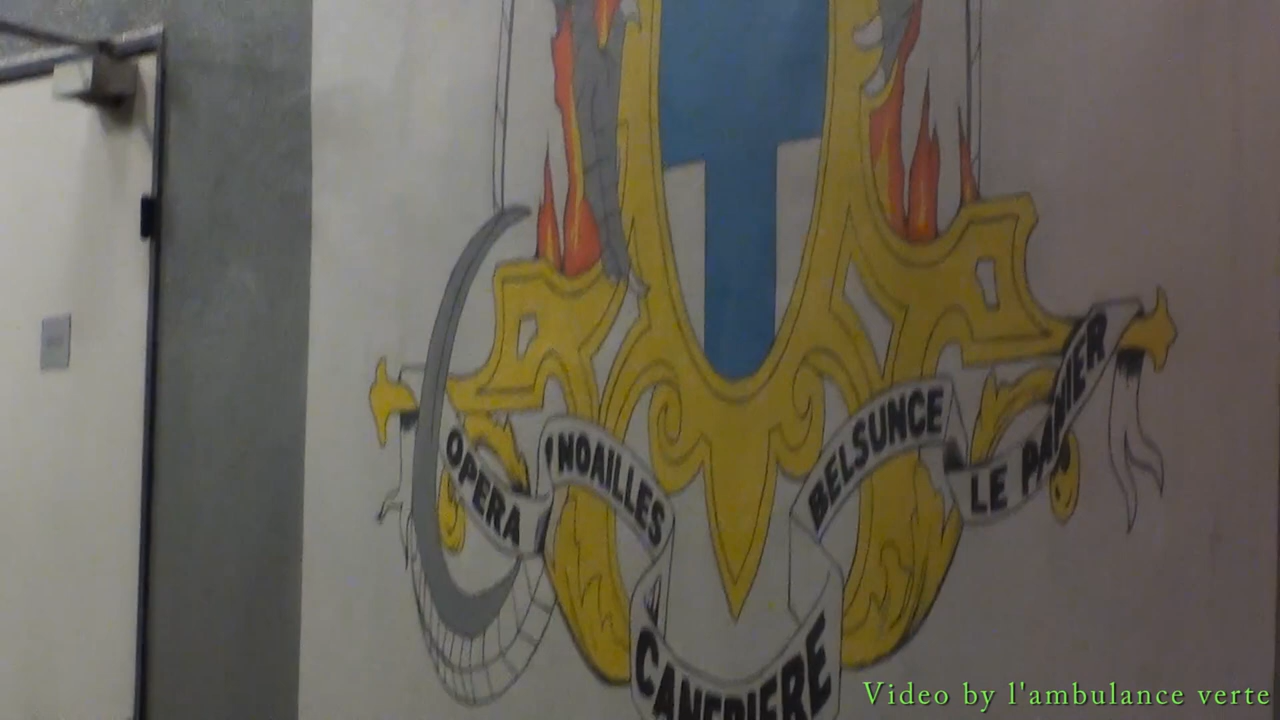 OPERA
NOAILLES
CANEBIERE
BELSUNCE
LE PANIER
Video by l'ambulance verte